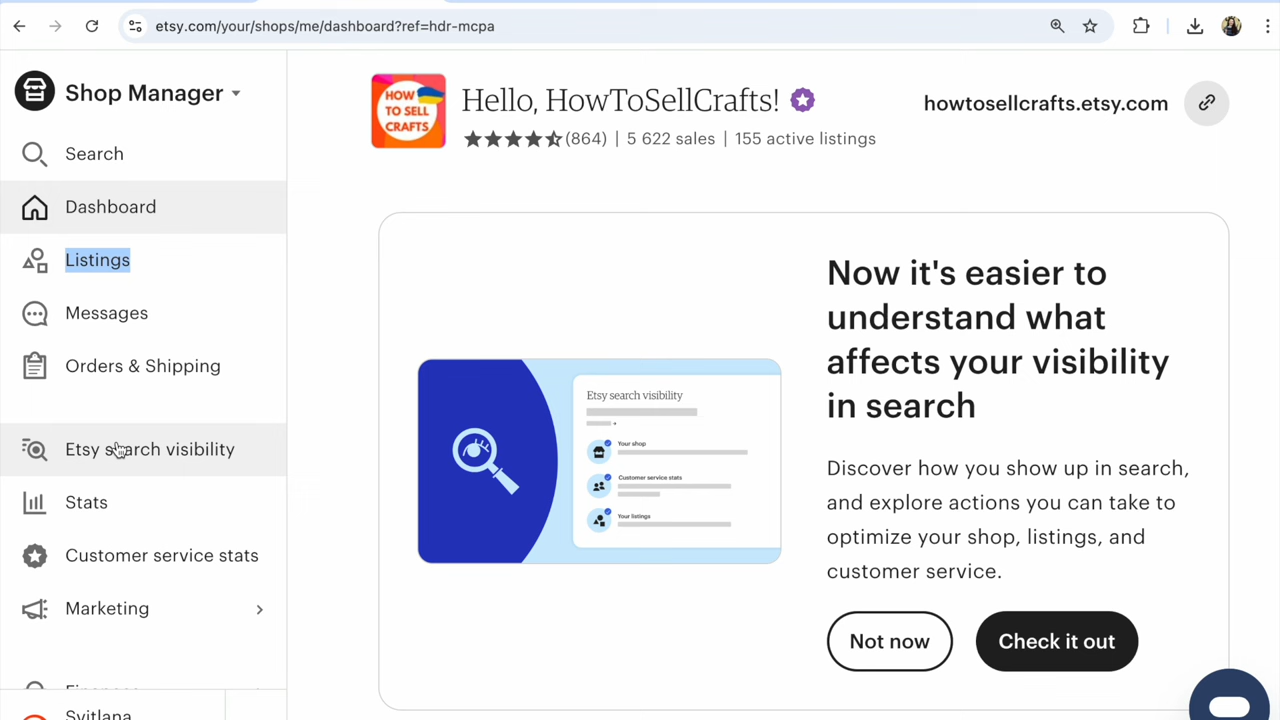 etsy.com/your/shops/me/dashboard?ref=hdr-mcpa
Shop Manager
Search
Dashboard
Listings
Messages
Orders & Shipping
Etsy search visibility
Stats
Customer service stats
Marketing
Finances
Svitlana
HOW
TO SELL
CRAFTS
Hello, HowToSellCrafts!
(864) | 5 622 sales | 155 active listings
howtosellcrafts.etsy.com
Etsy search visibility
Your shop
Customer service stats
Your listings
Now it's easier to
understand what
affects your visibility
in search
Discover how you show up in search,
and explore actions you can take to
optimize your shop, listings, and
customer service.
Not now
Check it out